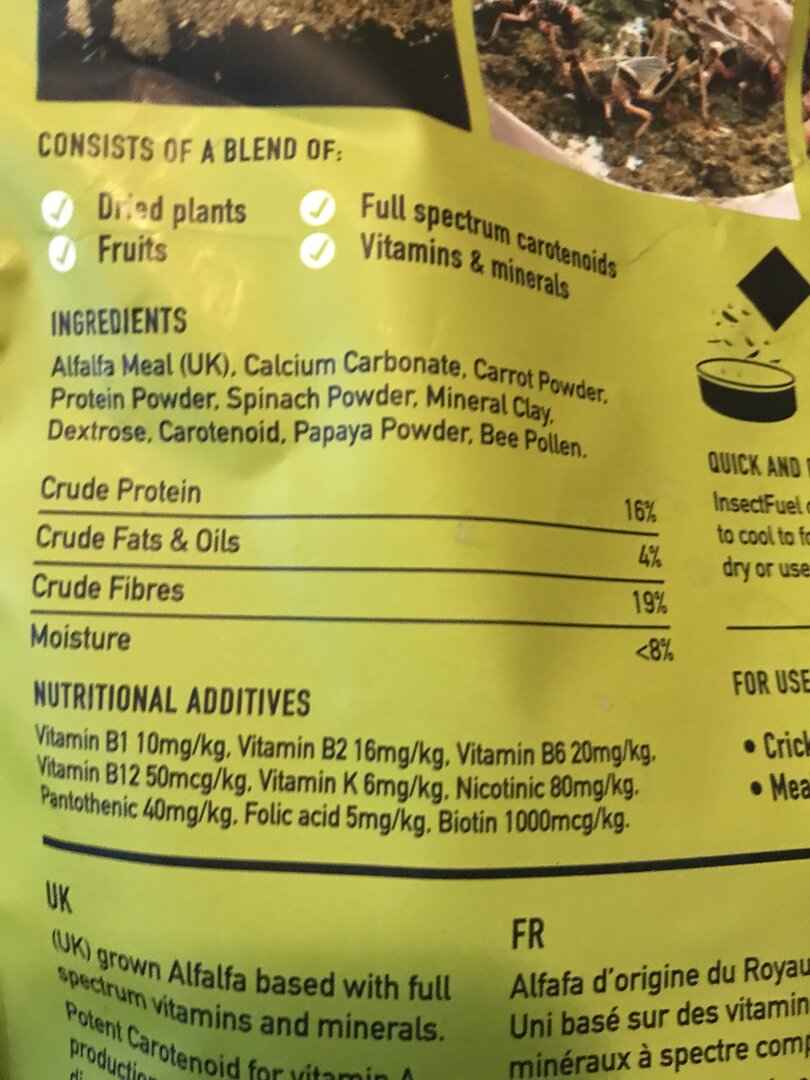 CONSISTS OF A BLEND OF:
Dried plants
Fruits
Full spectrum carotenoids
Vitamins & minerals
INGREDIENTS
Alfalfa Meal (UK), Calcium Carbonate, Carrot Powder,
Protein Powder, Spinach Powder, Mineral Clay,
Dextrose, Carotenoid, Papaya Powder, Bee Pollen.
Crude Protein 16%
Crude Fats & Oils 4%
Crude Fibres 19%
Moisture <8%
NUTRITIONAL ADDITIVES
Vitamin B1 10mg/kg, Vitamin B2 16mg/kg, Vitamin B6 20mg/kg,
Vitamin B12 50mcg/kg, Vitamin K 6mg/kg, Nicotinic 80mg/kg,
Pantothenic 40mg/kg, Folic acid 5mg/kg, Biotin 1000mcg/kg.
QUICK AND
InsectFuel
to cool to
dry or use
FOR USE
• Crick
• Mea
UK
(UK) grown Alfalfa based with full
spectrum vitamins and minerals.
Potent Carotenoid for vitamin A
production
FR
Alfafa d'origine du Royau
Uni basé sur des vitamin
minéraux à spectre comp